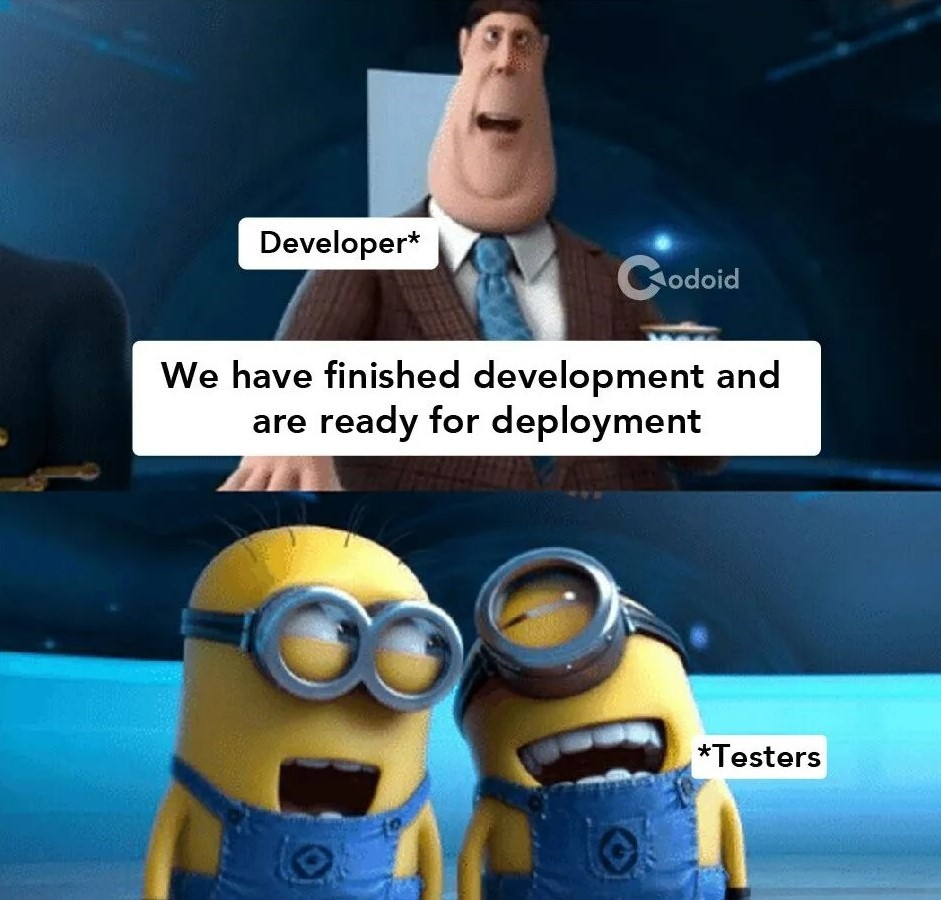 Developer*
Codoid
We have finished development and
are ready for deployment
*Testers